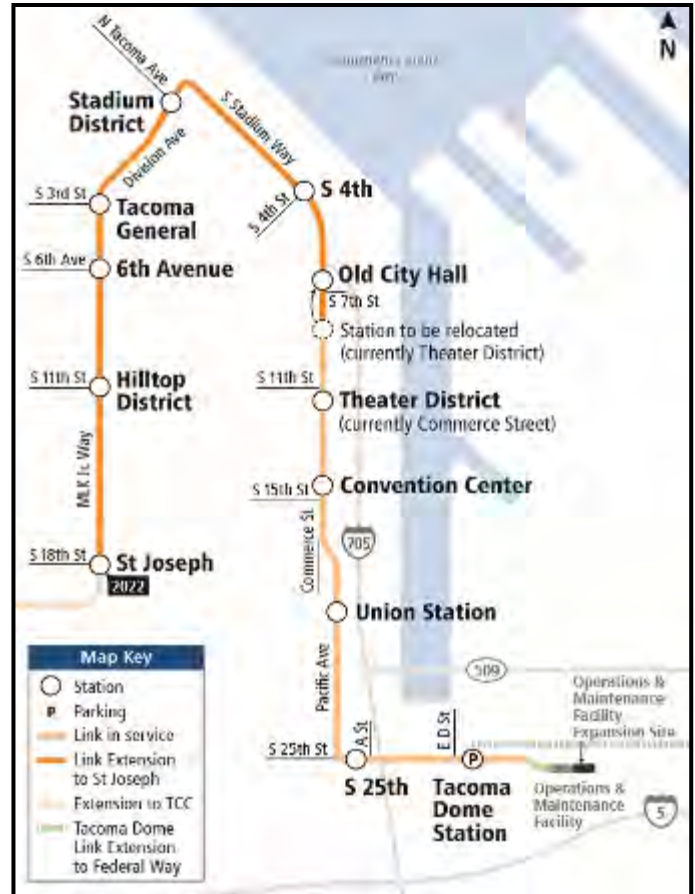 N
N Tacoma Ave
Stadium
District
S Stadium Way
Division Ave
S 3rd St
Tacoma
General
S 4th
S 4th St
S 6th Ave
6th Avenue
Old City Hall
S 7th St
Station to be relocated
(currently Theater District)
S 11th St
Hilltop
District
S 11th St
Theater District
(currently Commerce Street)
MLK Jr. Way
S 15th St
Convention Center
Commerce St
705
S 18th St
St Joseph
2022
Union Station
Pacific Ave
509
Map Key
Station
P Parking
Link in service
Link Extension
to St Joseph
Extension to TCC
Tacoma Dome
Link Extension
to Federal Way
S 25th St
A St
E D St
S 25th
P
Tacoma
Dome
Station
Operations &
Maintenance
Facility
Expansion Site
Operations &
Maintenance
Facility
5